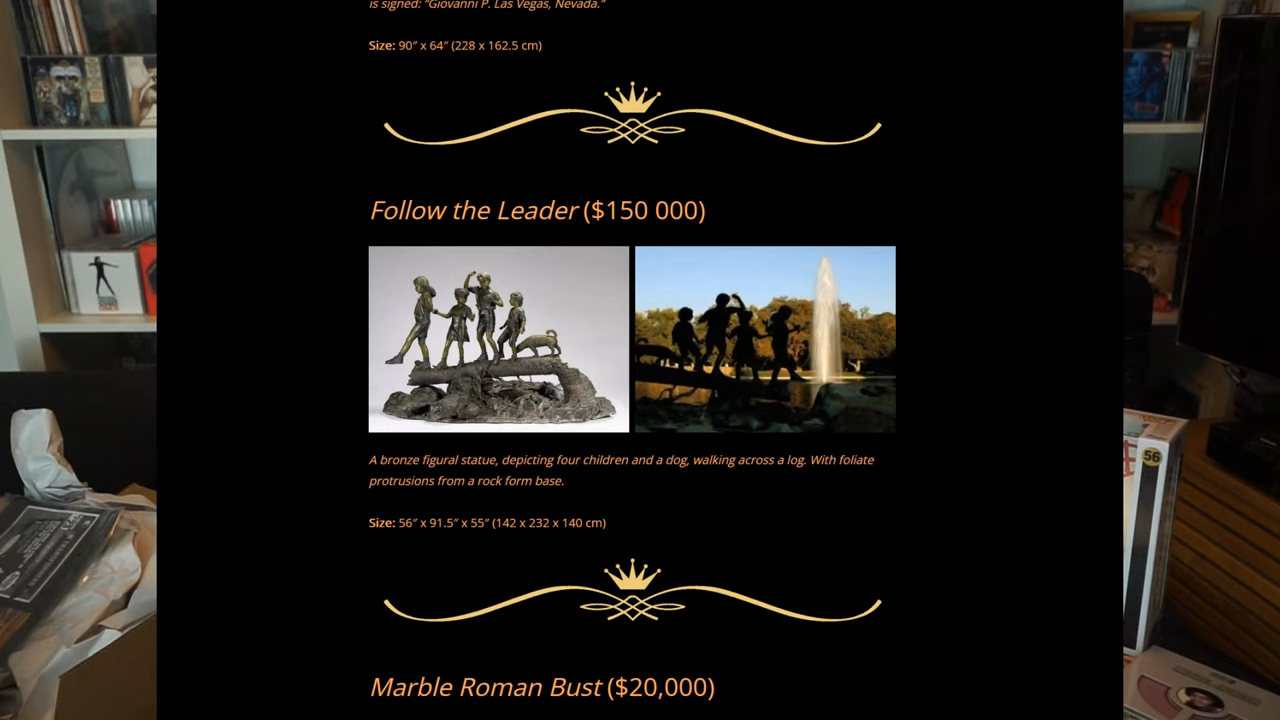 is signed: “Giovanni P. Las Vegas, Nevada.”
Size: 90″ x 64″ (228 x 162.5 cm)
Follow the Leader ($150 000)
A bronze figural statue, depicting four children and a dog, walking across a log. With foliate
protrusions from a rock form base.
Size: 56″ x 91.5″ x 55″ (142 x 232 x 140 cm)
56
Marble Roman Bust ($20,000)